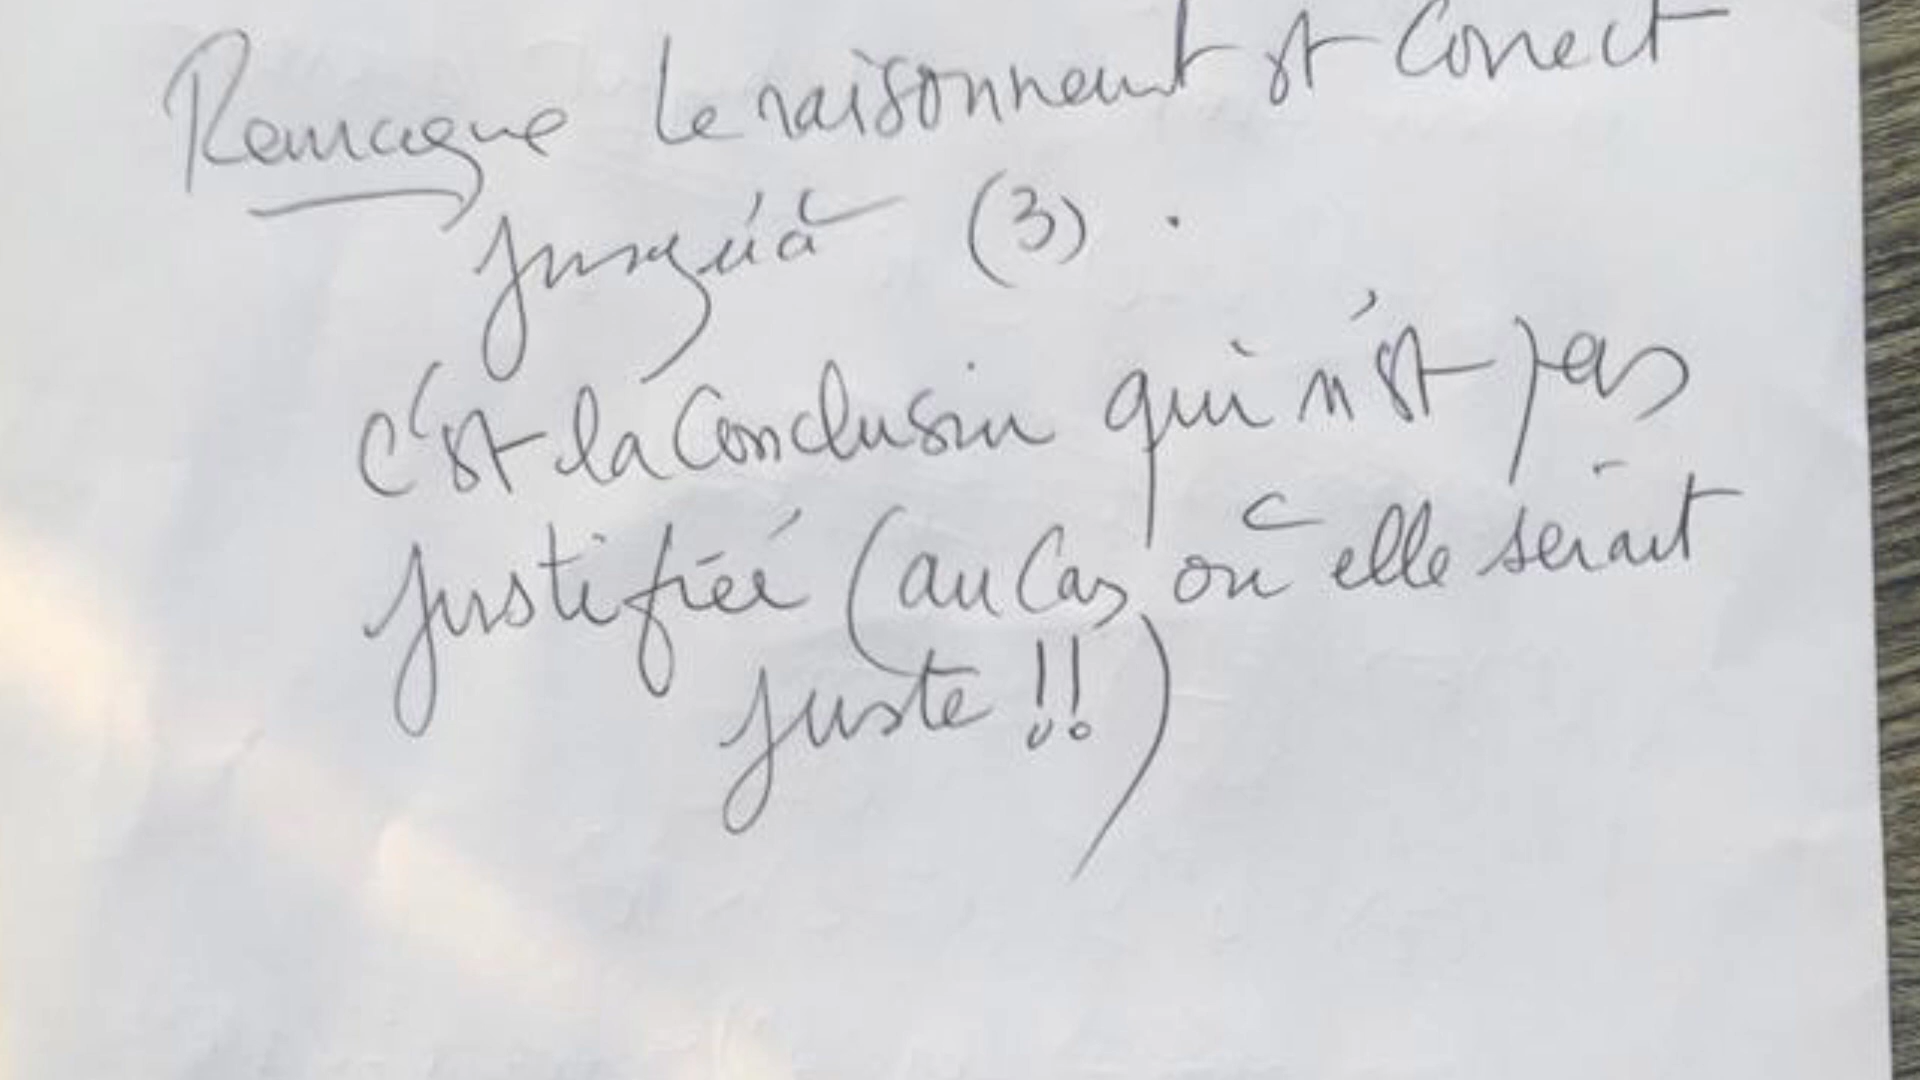 Remarque Le raisonnement est correct
jusqu'à (3).
c'est la conclusion qui n'est pas
justifiée (au cas où elle serait
juste !!)